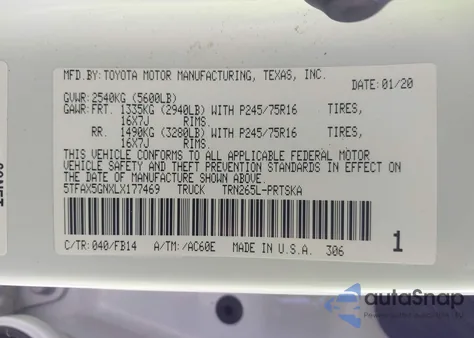 MFD.BY:TOYOTA MOTOR MANUFACTURING, TEXAS, INC.
DATE: 01/20
GVWR:2540KG (5600LB)
GAWR:FRT. 1335KG (2940LB) WITH P245/75R16 TIRES,
16X7J RIMS.
RR. 1490KG (3280LB) WITH P245/75R16 TIRES,
16X7J RIMS.
THIS VEHICLE CONFORMS TO ALL APPLICABLE FEDERAL MOTOR
VEHICLE SAFETY AND THEFT PREVENTION STANDARDS IN EFFECT ON
THE DATE OF MANUFACTURE SHOWN ABOVE.
5TFAX5GNXLX177469 TRUCK TRN265L-PRTSKA
C/TR:040/FB14 A/TM:/AC60E MADE IN U.S.A. 306 1
autoSnap